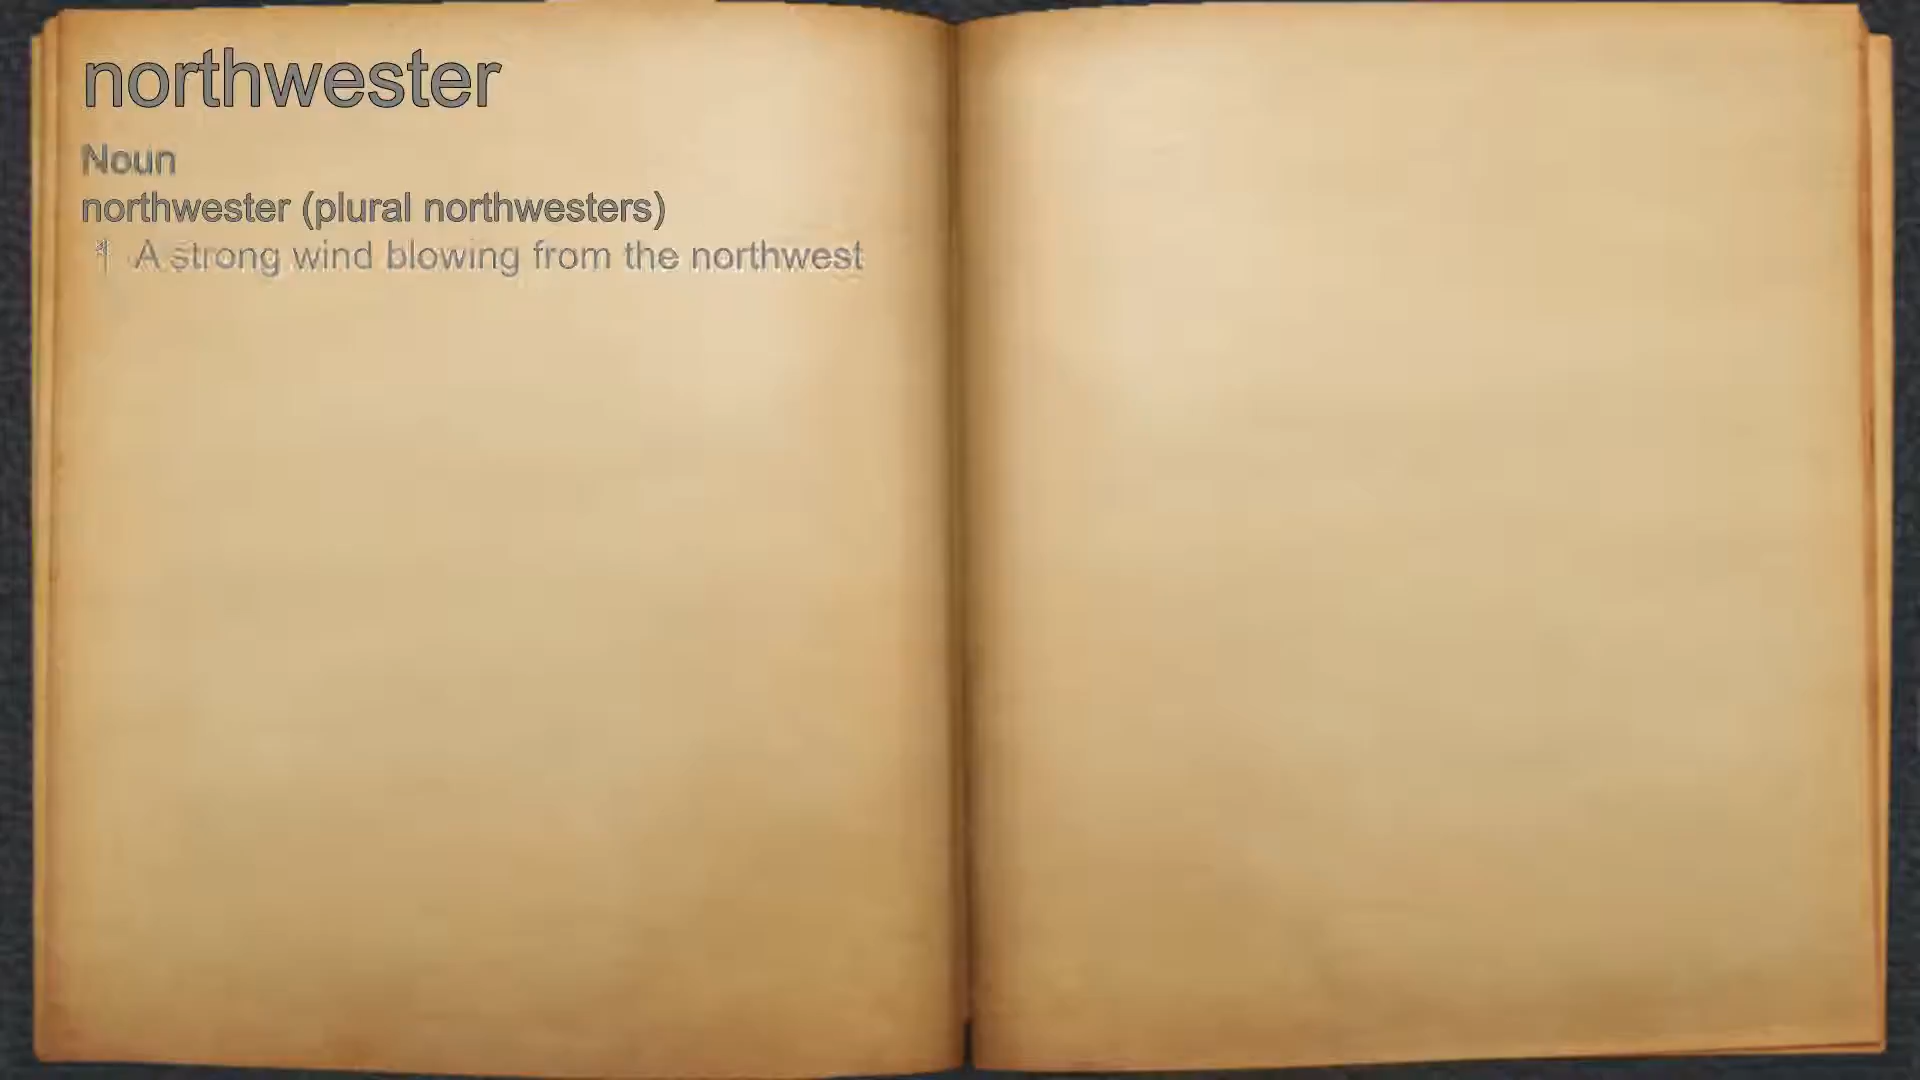 northwester
Noun
northwester (plural northwesters)
A strong wind blowing from the northwest